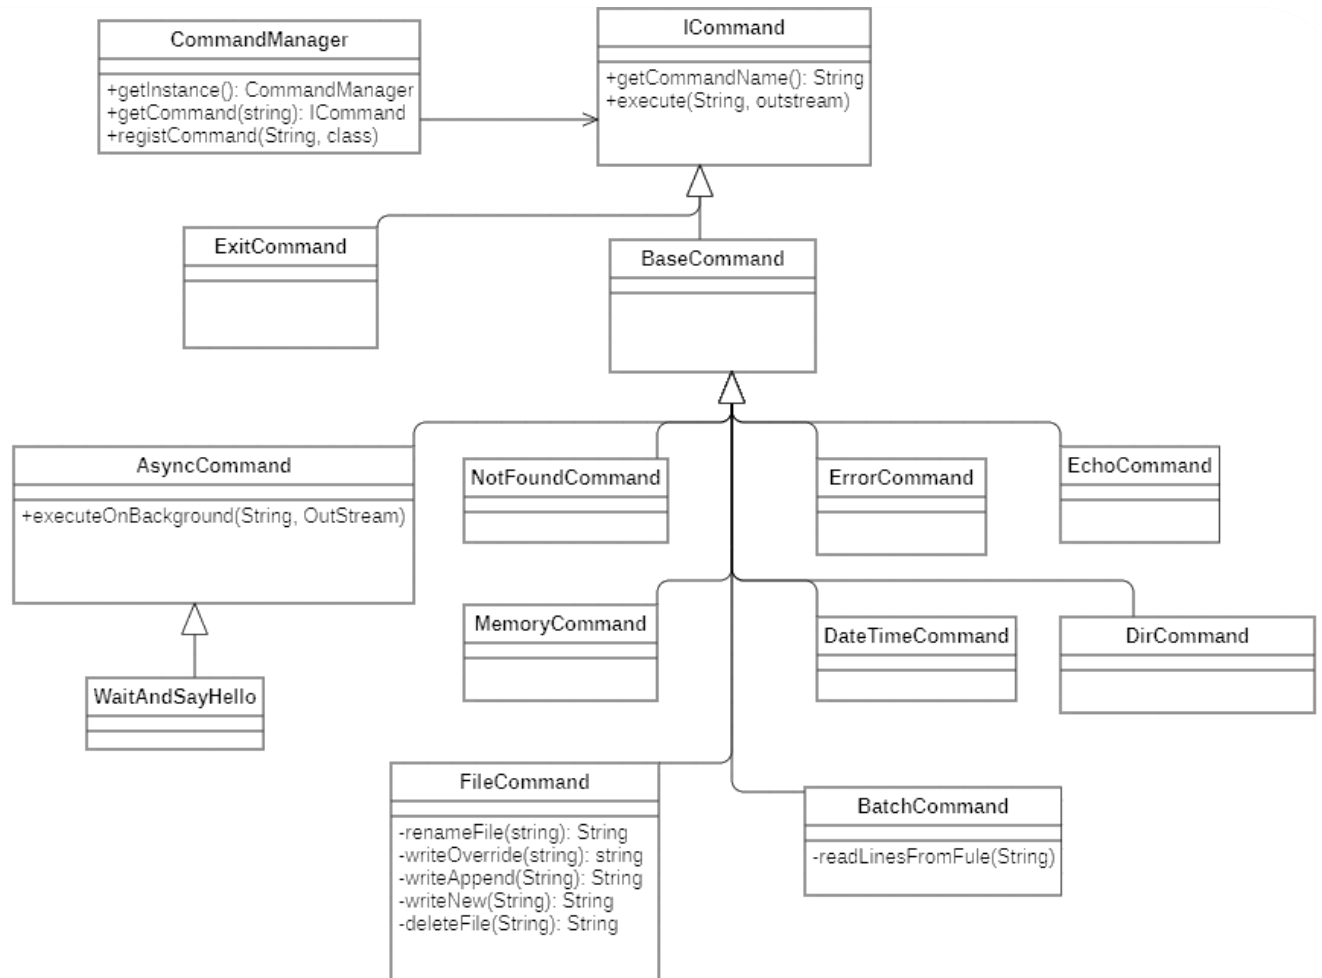 CommandManager
+getInstance(): CommandManager
+getCommand(string): ICommand
+registCommand(String, class)
ICommand
+getCommandName(): String
+execute(String, outstream)
ExitCommand
BaseCommand
AsyncCommand
+executeOnBackground(String, OutStream)
NotFoundCommand
ErrorCommand
EchoCommand
MemoryCommand
DateTimeCommand
DirCommand
WaitAndSayHello
FileCommand
-renameFile(string): String
-writeOverride(string): string
-writeAppend(String): String
-writeNew(String): String
-deleteFile(String): String
BatchCommand
-readLinesFromFule(String)